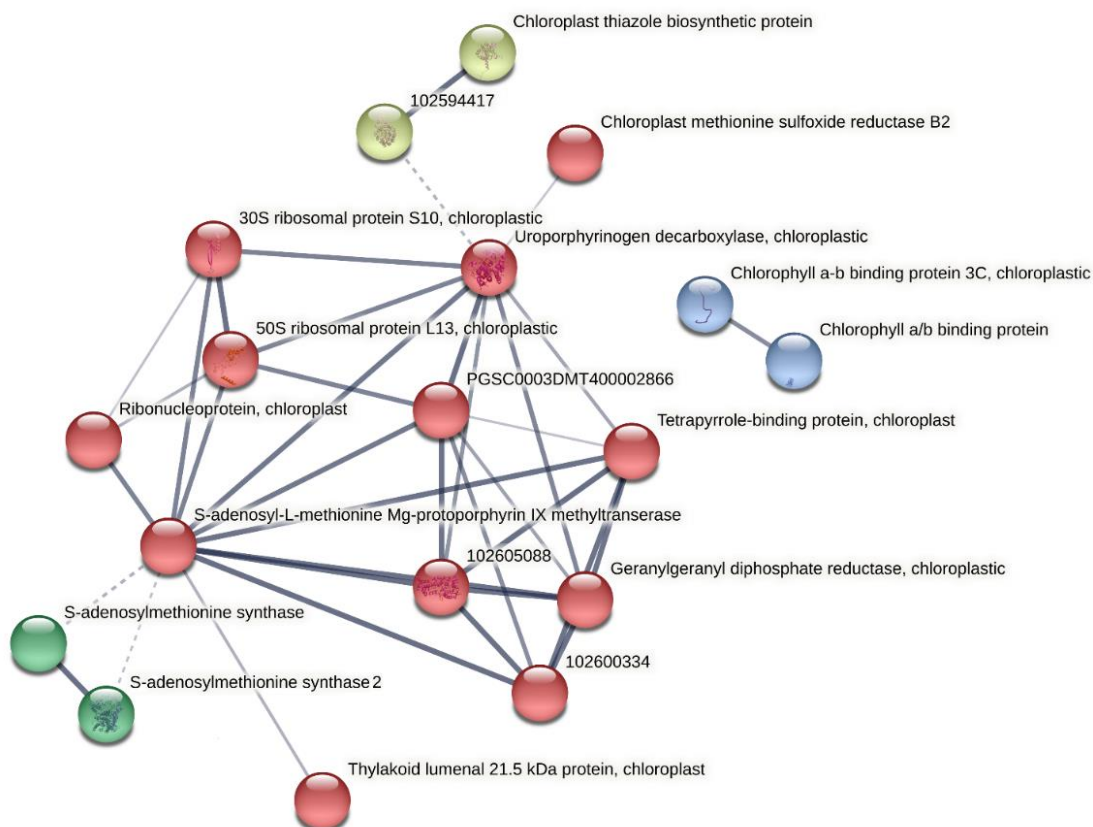 Chloroplast thiazole biosynthetic protein
102594417
Chloroplast methionine sulfoxide reductase B2
30S ribosomal protein S10, chloroplastic
Uroporphyrinogen decarboxylase, chloroplastic
Chlorophyll a-b binding protein 3C, chloroplastic
50S ribosomal protein L13, chloroplastic
Chlorophyll a/b binding protein
PGSC0003DMT400002866
Ribonucleoprotein, chloroplast
Tetrapyrrole-binding protein, chloroplast
S-adenosyl-L-methionine Mg-protoporphyrin IX methyltranserase
102605088
Geranylgeranyl diphosphate reductase, chloroplastic
S-adenosylmethionine synthase
102600334
S-adenosylmethionine synthase 2
Thylakoid lumenal 21.5 kDa protein, chloroplast